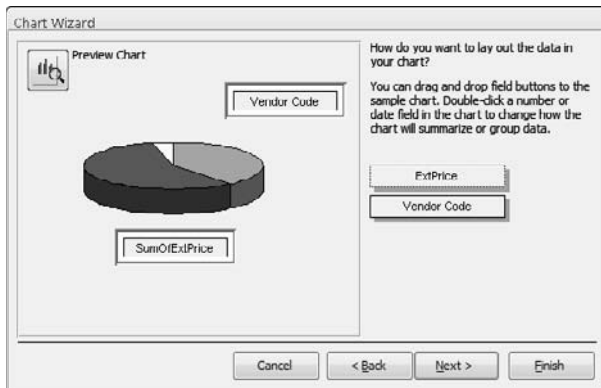 Chart Wizard
Preview Chart
Vendor Code
SumOfExtPrice
How do you want to lay out the data in
your chart?
You can drag and drop field buttons to the
sample chart. Double-click a number or
date field in the chart to change how the
chart will summarize or group data.
ExtPrice
Vendor Code
Cancel
< Back
Next >
Finish